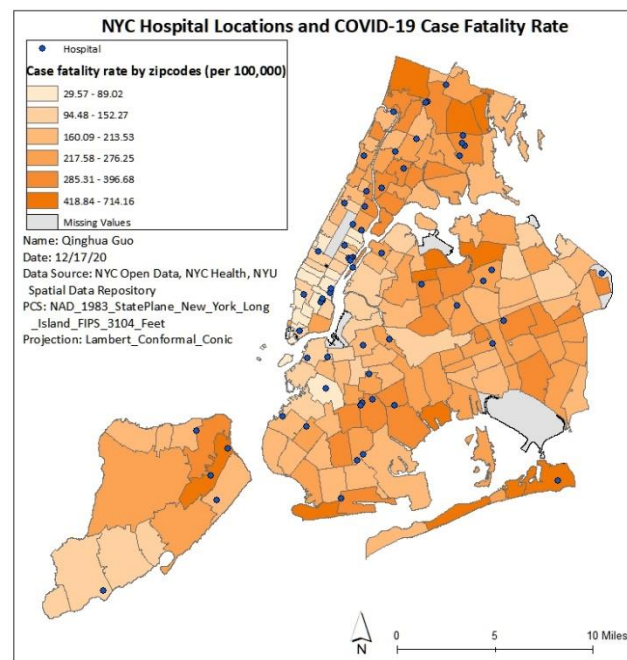 NYC Hospital Locations and COVID-19 Case Fatality Rate
Hospital
Case fatality rate by zipcodes (per 100,000)
29.57 - 89.02
94.48 - 152.27
160.09 - 213.53
217.58 - 276.25
285.31 - 396.68
418.84 - 714.16
Missing Values
Name: Qinghua Guo
Date: 12/17/20
Data Source: NYC Open Data, NYC Health, NYU
Spatial Data Repository
PCS: NAD_1983_StatePlane_New_York_Long
_Island_FIPS_3104_Feet
Projection: Lambert_Conformal_Conic
N
0 5 10 Miles